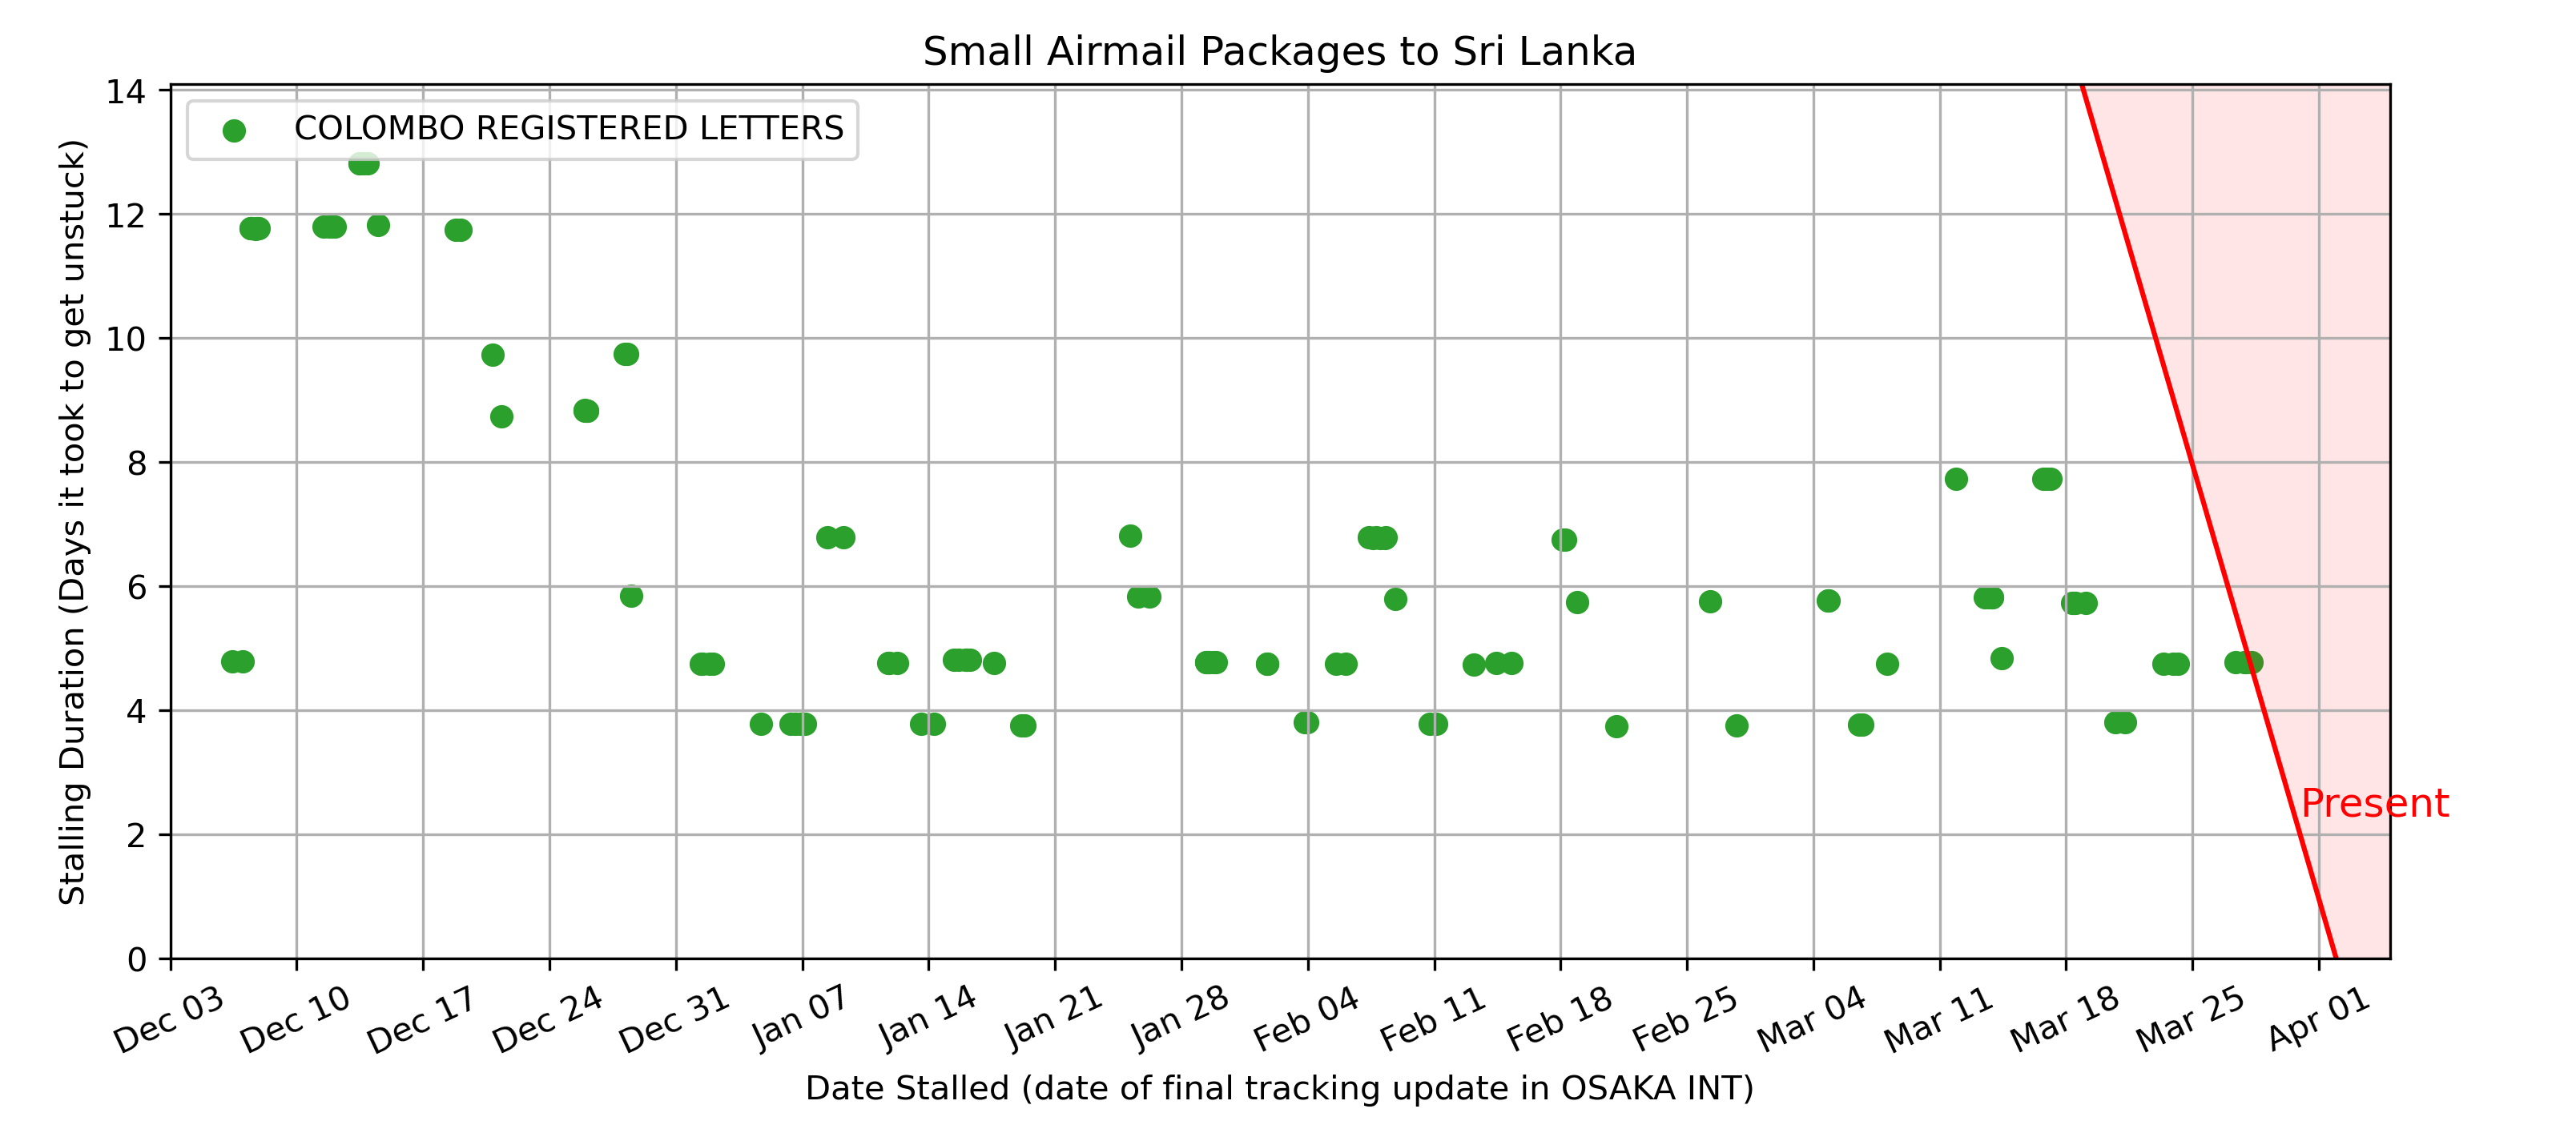 Small Airmail Packages to Sri Lanka
COLOMBO REGISTERED LETTERS
Stalling Duration (Days it took to get unstuck)
14
12
10
8
6
4
2
0
Present
Dec 03
Dec 10
Dec 17
Dec 24
Dec 31
Jan 07
Jan 14
Jan 21
Jan 28
Feb 04
Feb 11
Feb 18
Feb 25
Mar 04
Mar 11
Mar 18
Mar 25
Apr 01
Date Stalled (date of final tracking update in OSAKA INT)